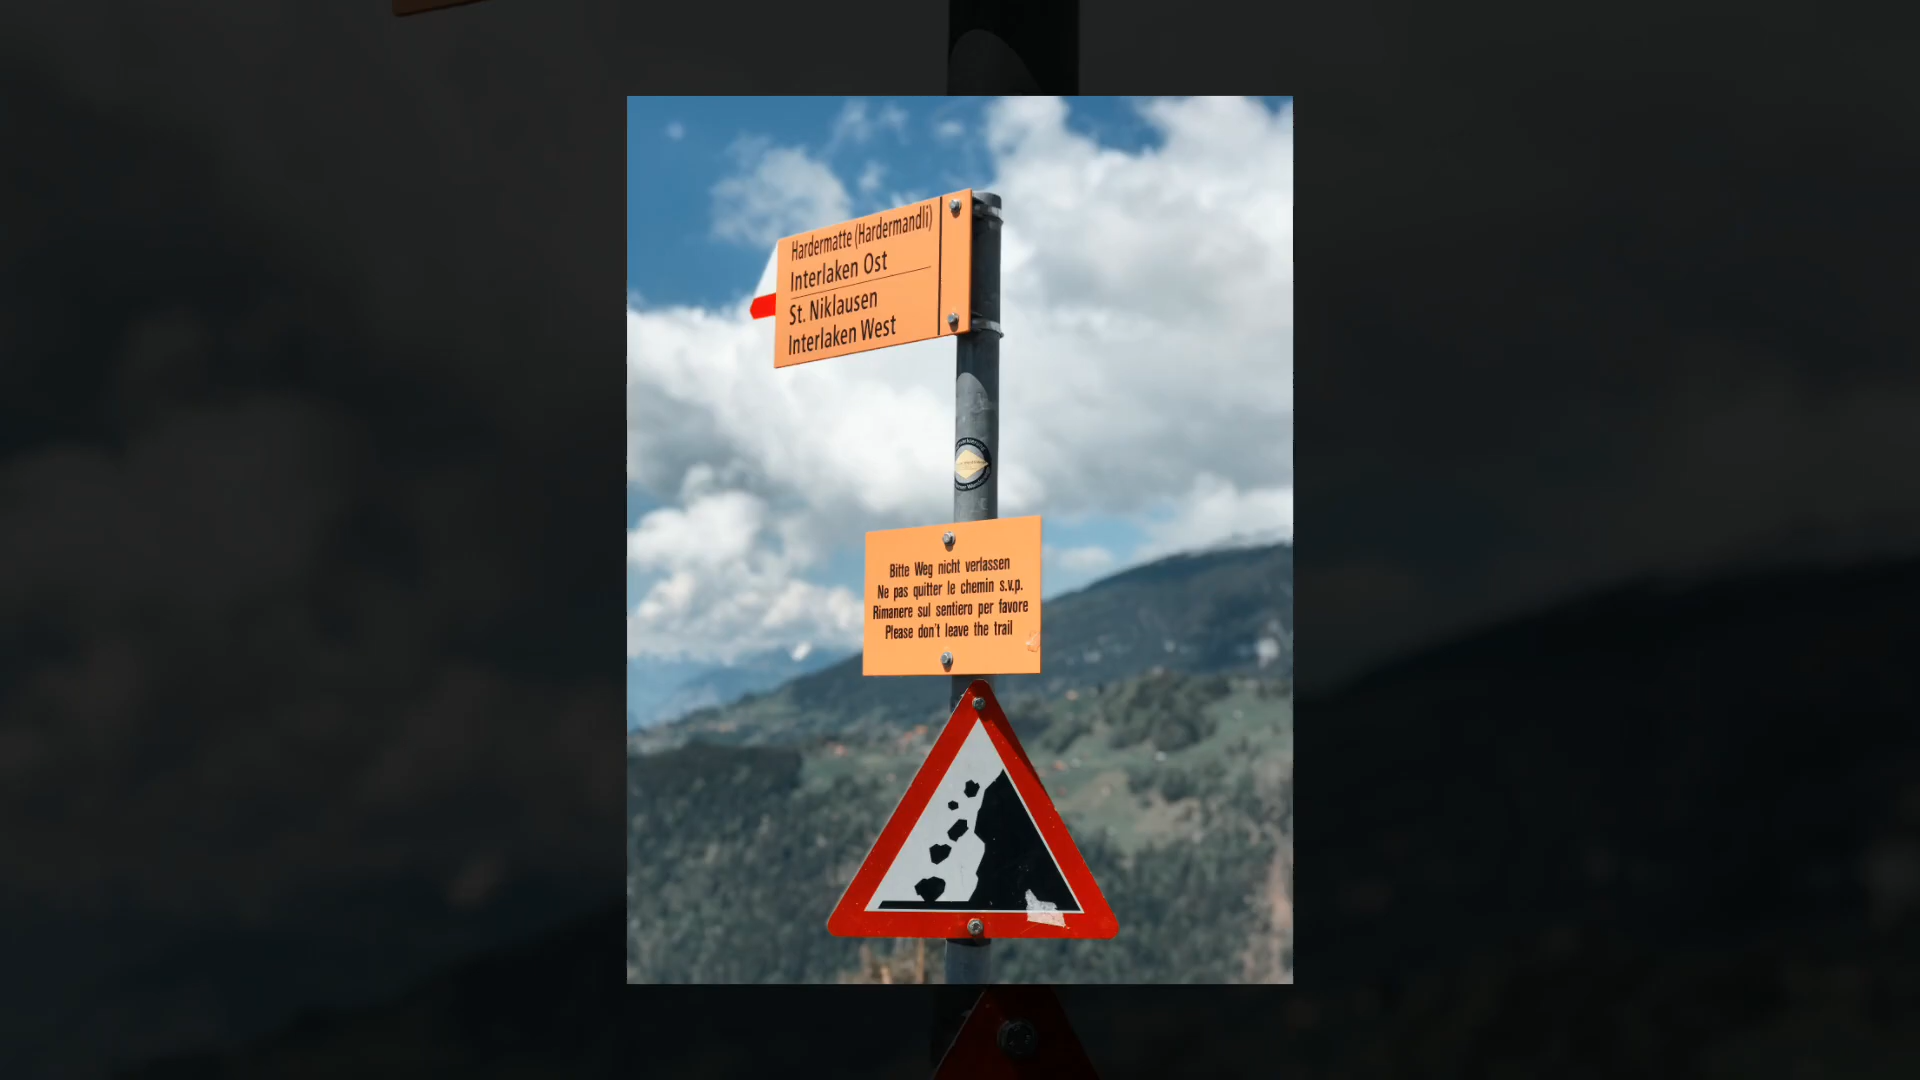 Hardermatte (Hardermandli)
Interlaken Ost
St. Niklausen
Interlaken West
Bitte Weg nicht verlassen
Ne pas quitter le chemin s.v.p.
Rimanere sul sentiero per favore
Please don't leave the trail